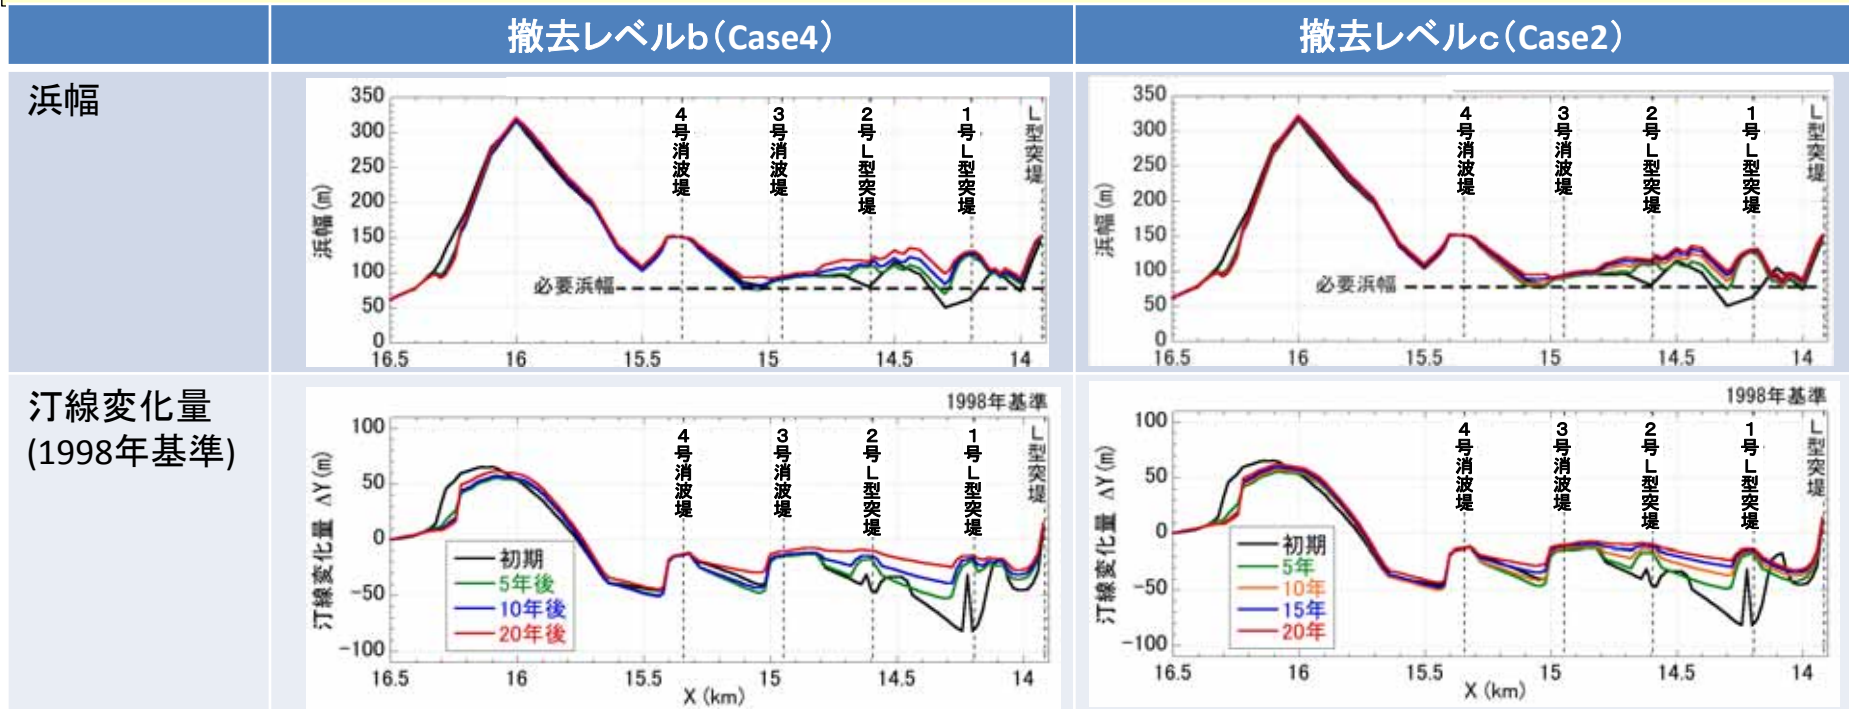 撤去レベルb(Case4)
撤去レベルc(Case2)
浜幅
浜幅(m)
350
300
250
200
150
100
50
0
4号消波堤
3号消波堤
2号L型突堤
1号L型突堤
L型突堤
必要浜幅
16.5 16 15.5 15 14.5 14
浜幅(m)
350
300
250
200
150
100
50
0
4号消波堤
3号消波堤
2号L型突堤
1号L型突堤
L型突堤
必要浜幅
16.5 16 15.5 15 14.5 14
汀線変化量
(1998年基準)
1998年基準
汀線変化量 ΔY(m)
100
50
0
-50
-100
4号消波堤
3号消波堤
2号L型突堤
1号L型突堤
L型突堤
初期
5年後
10年後
20年後
16.5 16 15.5 15 14.5 14
X (km)
1998年基準
汀線変化量 ΔY(m)
100
50
0
-50
-100
4号消波堤
3号消波堤
2号L型突堤
1号L型突堤
L型突堤
初期
5年
10年
15年
20年
16.5 16 15.5 15 14.5 14
X (km)